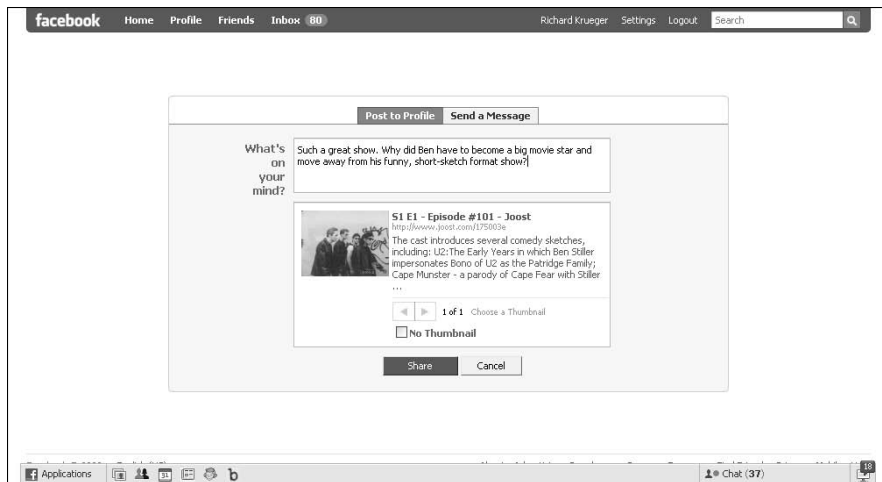 facebook Home Profile Friends Inbox 80 Richard Krueger Settings Logout Search
Post to Profile Send a Message
What's on your mind?
Such a great show. Why did Ben have to become a big movie star and
move away from his funny, short-sketch format show?
S1 E1 - Episode #101 - Joost
http://www.joost.com/175003e
The cast introduces several comedy sketches,
including: U2:The Early Years in which Ben Stiller
impersonates Bono of U2 as the Patridge Family;
Cape Munster - a parody of Cape Fear with Stiller
...
1 of 1 Choose a Thumbnail
No Thumbnail
Share Cancel
Applications 31 b Chat (37) 18